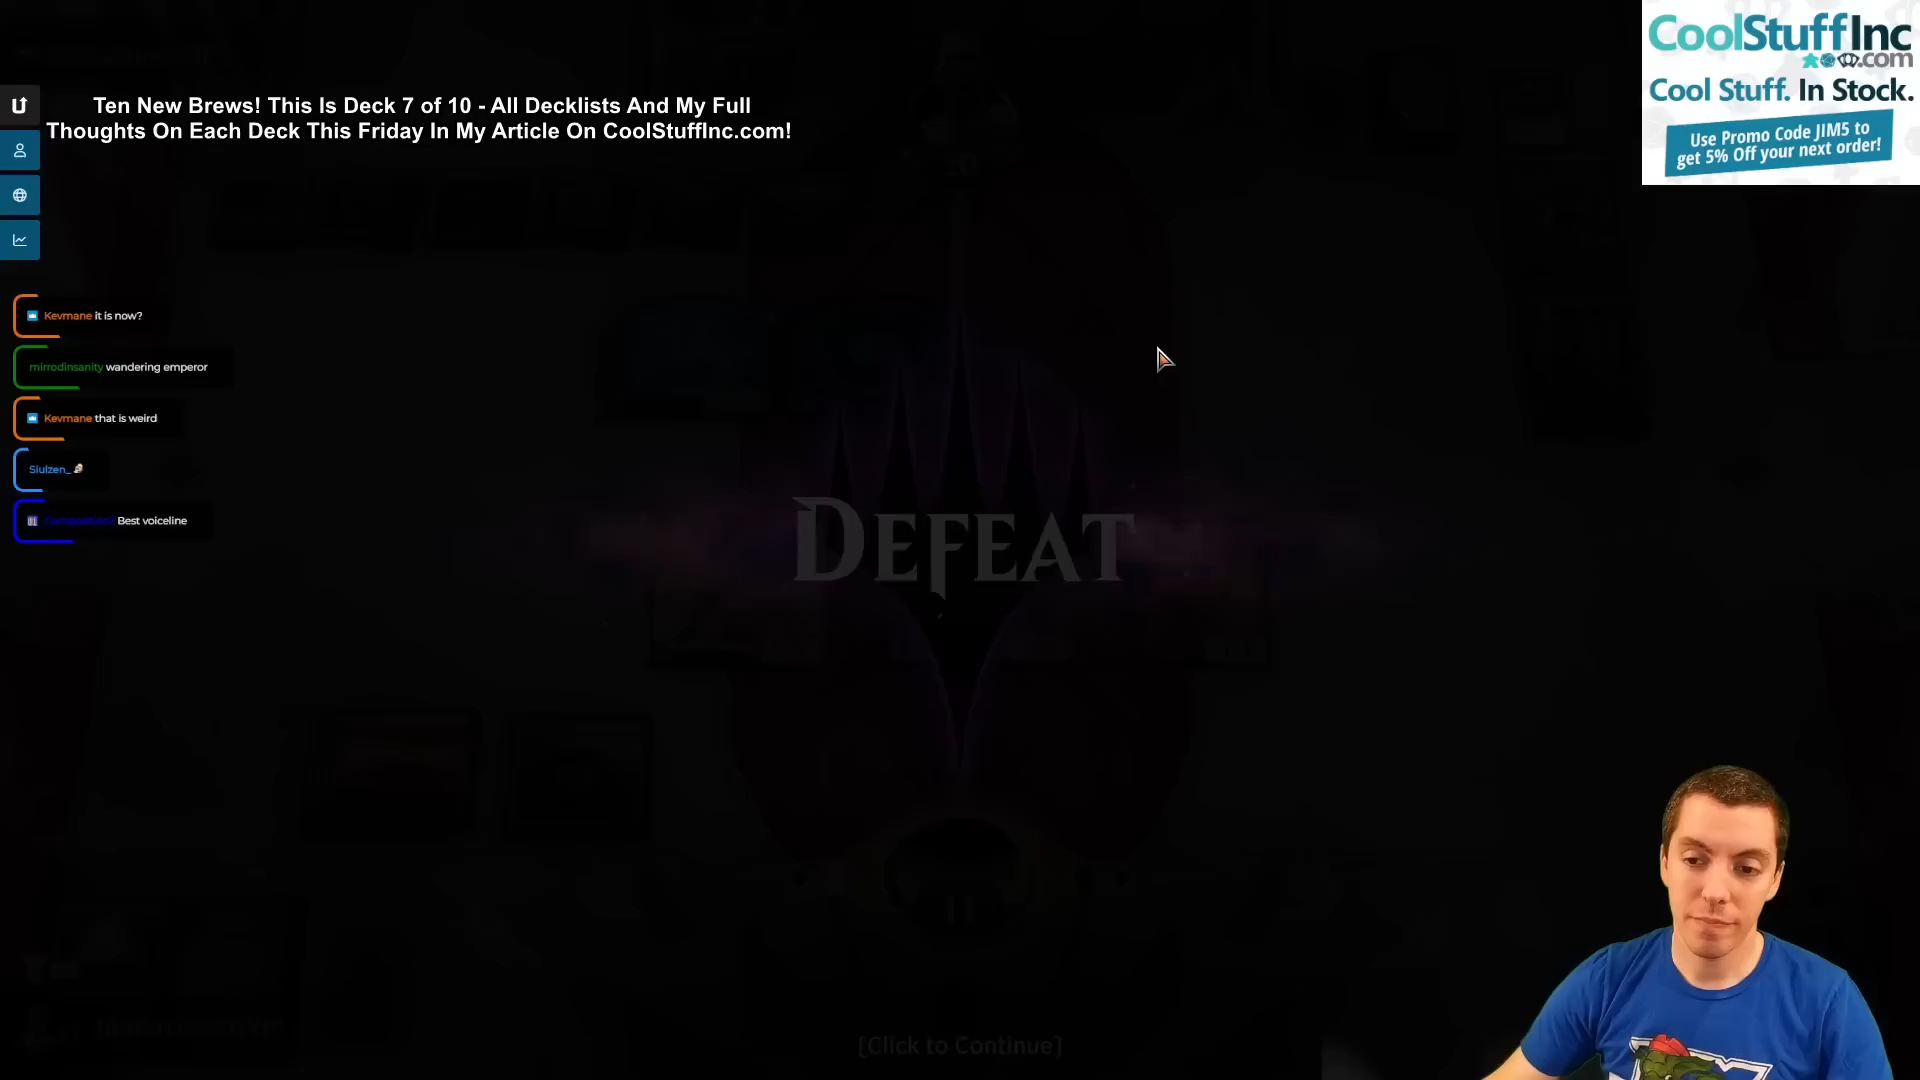 CoolStuffInc
.com
Cool Stuff. In Stock.
Use Promo Code JIM5 to
get 5% Off your next order!
Ten New Brews! This Is Deck 7 of 10 - All Decklists And My Full
Thoughts On Each Deck This Friday In My Article On CoolStuffInc.com!
Kevmane it is now?
mirrodinsanity wandering emperor
Kevmane that is weird
Siulzen_
Best voiceline
DEFEAT
[Click to Continue]